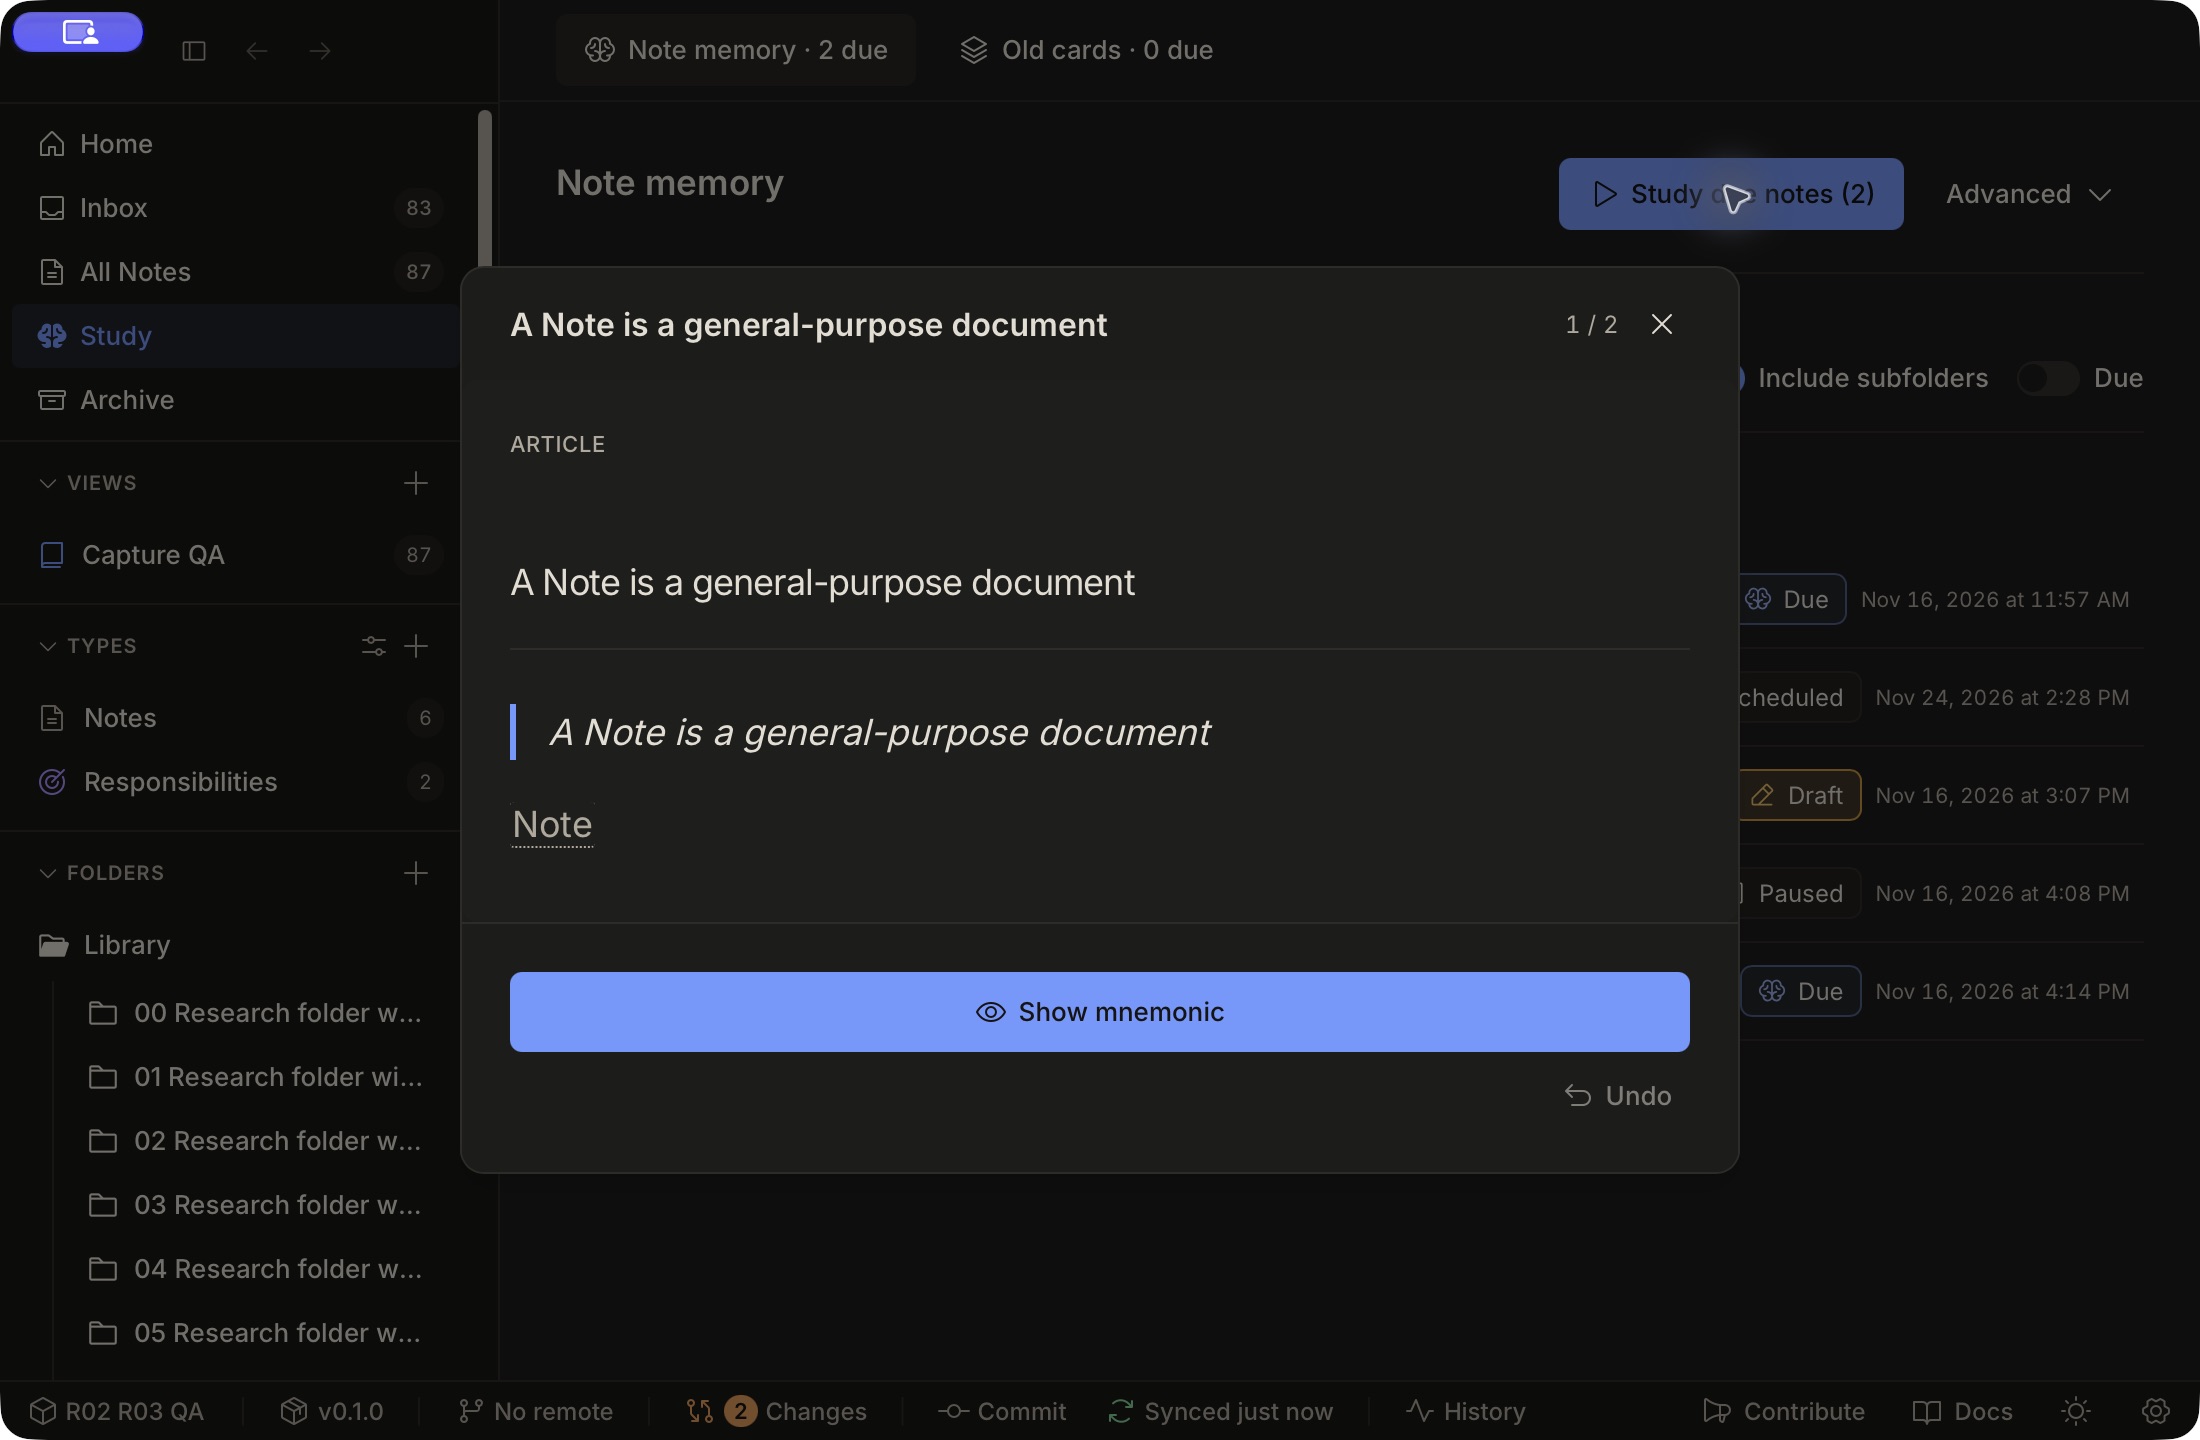 Note memory · 2 due
Old cards · 0 due
Home
Inbox 83
All Notes 87
Study
Archive
VIEWS
Capture QA 87
TYPES
Notes 6
Responsibilities 2
FOLDERS
Library
00 Research folder w...
01 Research folder wi...
02 Research folder w...
03 Research folder w...
04 Research folder w...
05 Research folder w...
Note memory
Study notes (2)
Advanced
Include subfolders
Due
Due Nov 16, 2026 at 11:57 AM
cheduled Nov 24, 2026 at 2:28 PM
Draft Nov 16, 2026 at 3:07 PM
Paused Nov 16, 2026 at 4:08 PM
Due Nov 16, 2026 at 4:14 PM
A Note is a general-purpose document
1 / 2
ARTICLE
A Note is a general-purpose document
A Note is a general-purpose document
Note
Show mnemonic
Undo
R02 R03 QA
v0.1.0
No remote
2 Changes
Commit
Synced just now
History
Contribute
Docs